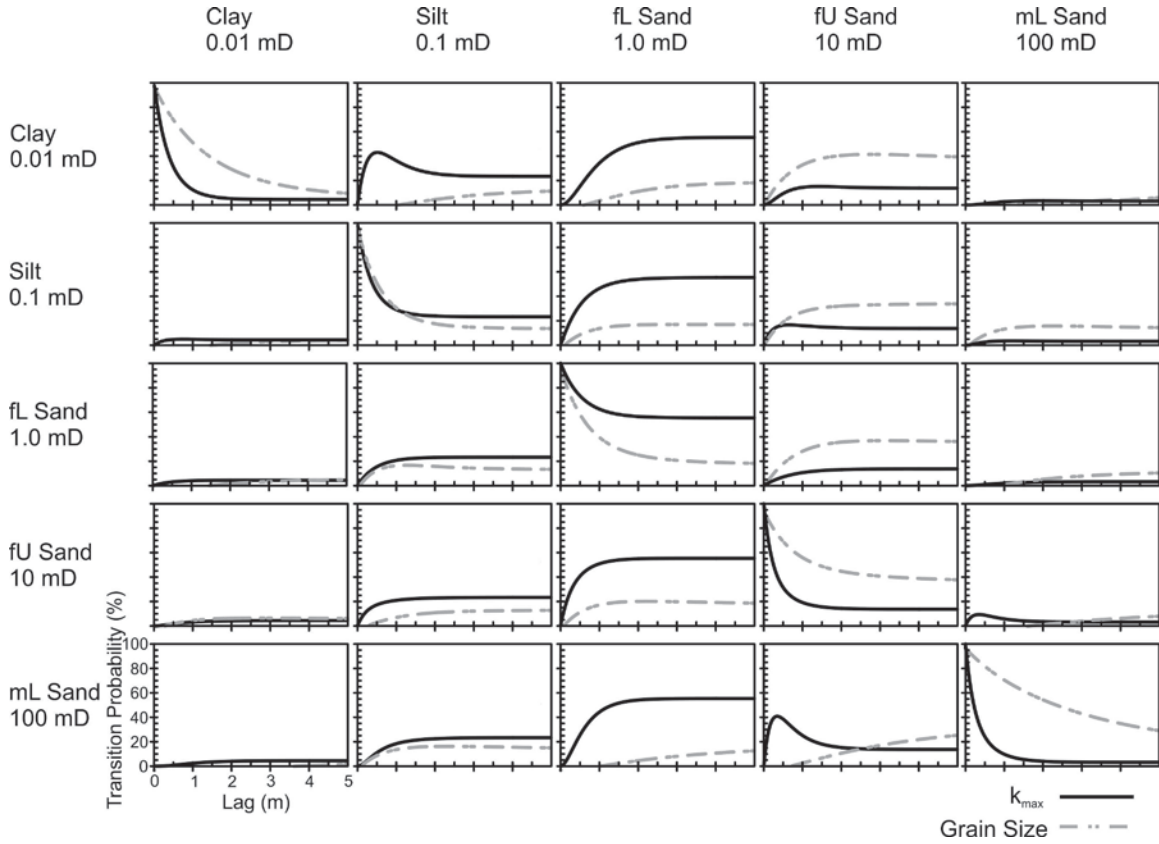 Clay
0.01 mD
Silt
0.1 mD
fL Sand
1.0 mD
fU Sand
10 mD
mL Sand
100 mD
Clay
0.01 mD
Silt
0.1 mD
fL Sand
1.0 mD
fU Sand
10 mD
mL Sand
100 mD
Transition Probability (%)
100
80
60
40
20
0
0 1 2 3 4 5
Lag (m)
kmax
Grain Size